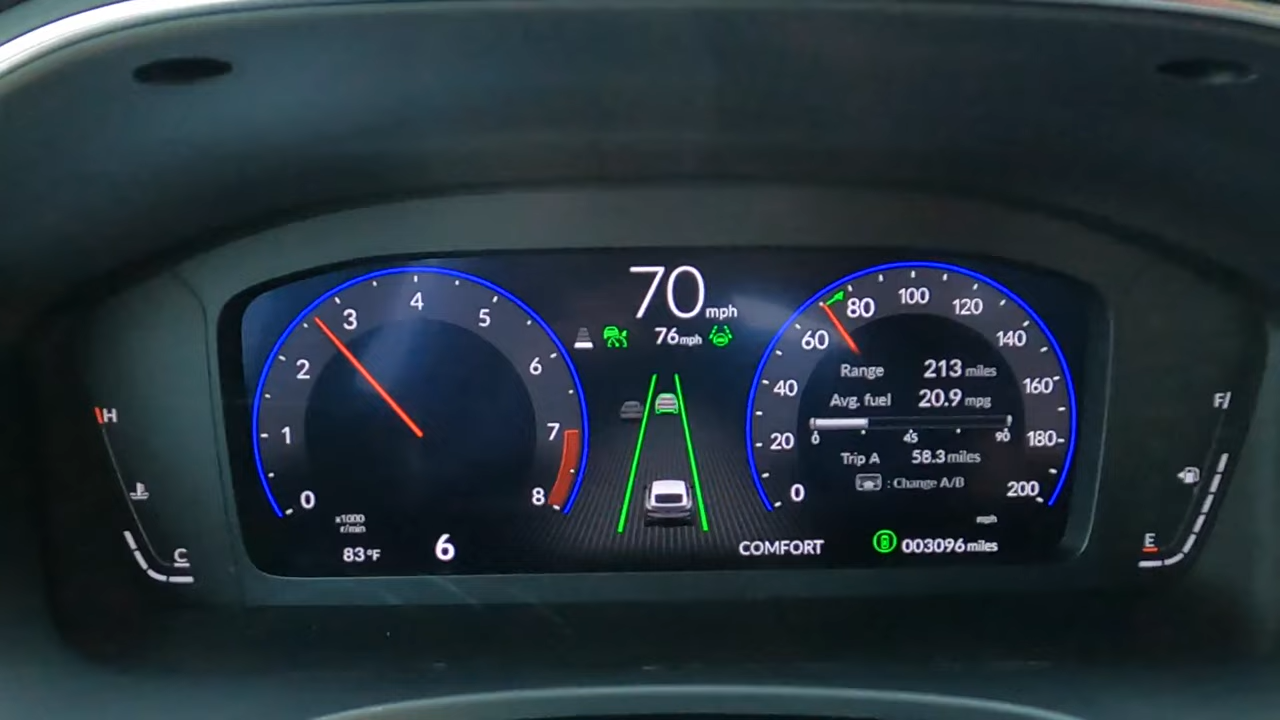 70 mph
76 mph
0 1 2 3 4 5 6 7 8
x1000
r/min
83°F
6
0 20 40 60 80 100 120 140 160 180 200
Range 213 miles
Avg. fuel 20.9 mpg
0 45 90
Trip A 58.3 miles
: Change A/B
mph
COMFORT
003096 miles
H
C
F
E